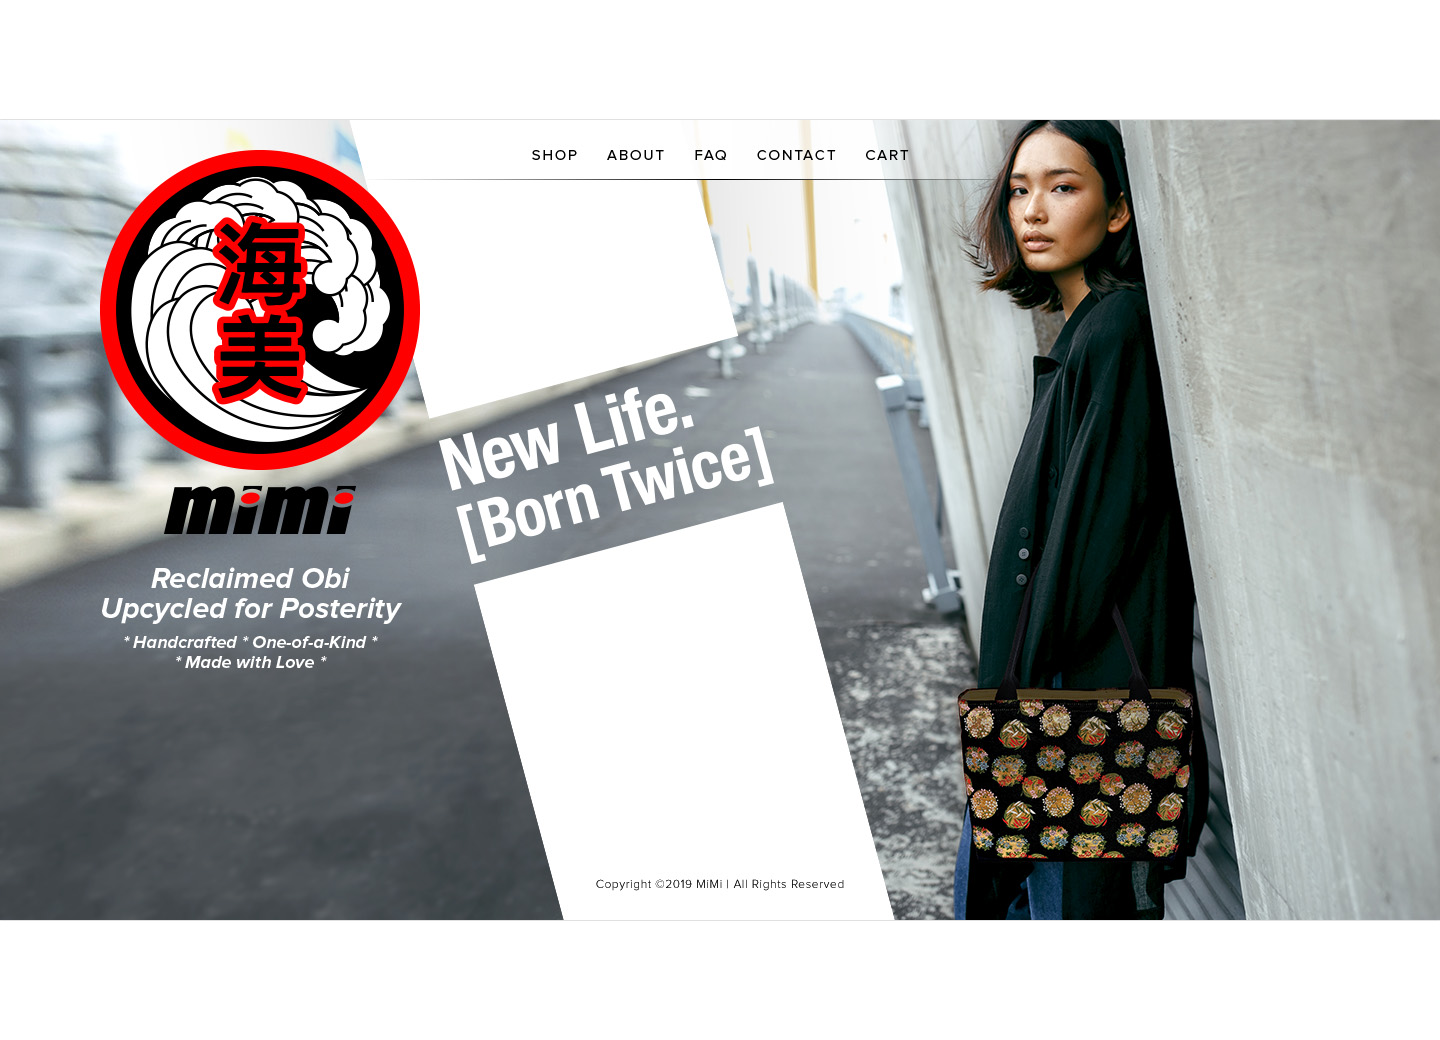 SHOP ABOUT FAQ CONTACT CART
海
美
mimi
New Life.
[Born Twice]
Reclaimed Obi
Upcycled for Posterity
* Handcrafted * One-of-a-Kind *
* Made with Love *
Copyright ©2019 MiMi | All Rights Reserved